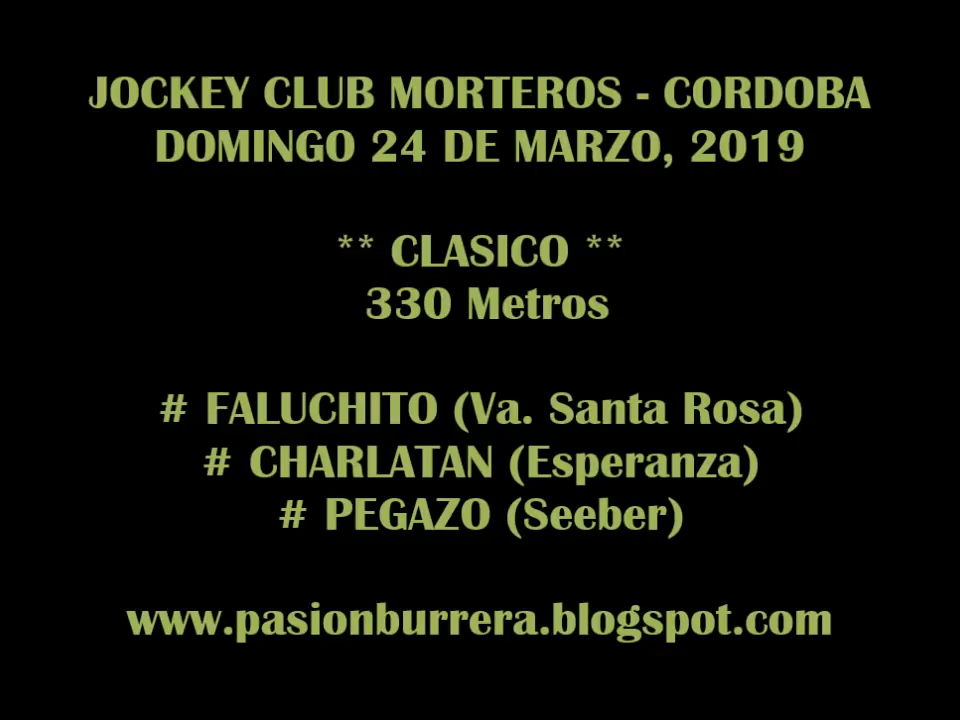 JOCKEY CLUB MORTEROS - CORDOBA
DOMINGO 24 DE MARZO, 2019
** CLASICO **
330 Metros
# FALUCHITO (Va. Santa Rosa)
# CHARLATAN (Esperanza)
# PEGAZO (Seeber)
www.pasionburrera.blogspot.com